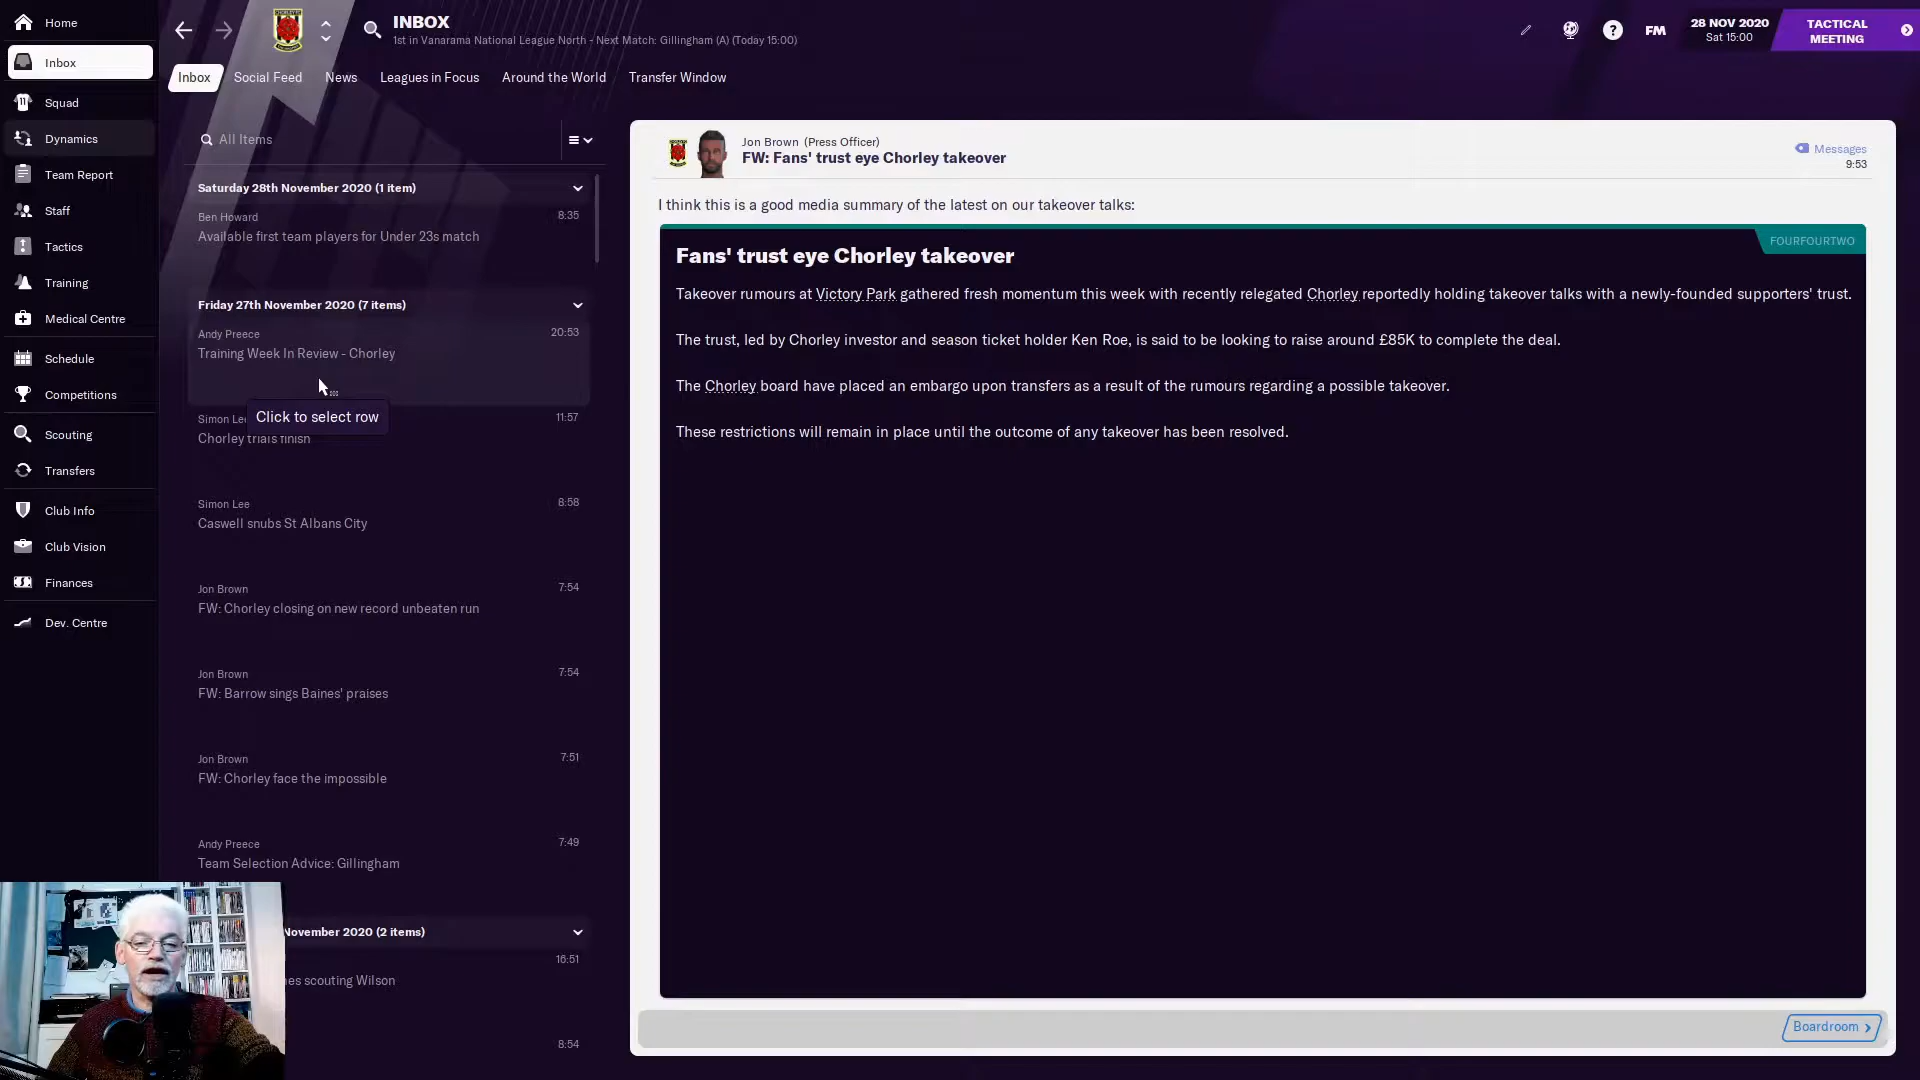 Home
Inbox
Squad
Dynamics
Team Report
Staff
Tactics
Training
Medical Centre
Schedule
Competitions
Scouting
Transfers
Club Info
Club Vision
Finances
Dev. Centre
INBOX
1st in Vanarama National League North - Next Match: Gillingham (A) (Today 15:00)
FM
28 NOV 2020
Sat 15:00
TACTICAL
MEETING
Inbox Social Feed News Leagues in Focus Around the World Transfer Window
All Items
Saturday 28th November 2020 (1 item)
Ben Howard 8:35
Available first team players for Under 23s match
Friday 27th November 2020 (7 items)
Andy Preece 20:53
Training Week In Review - Chorley
Click to select row
Simon Lee 11:57
Chorley trials finish
Simon Lee 8:58
Caswell snubs St Albans City
Jon Brown 7:54
FW: Chorley closing on new record unbeaten run
Jon Brown 7:54
FW: Barrow sings Baines' praises
Jon Brown 7:51
FW: Chorley face the impossible
Andy Preece 7:49
Team Selection Advice: Gillingham
November 2020 (2 items)
16:51
scouting Wilson
8:54
Jon Brown (Press Officer)
FW: Fans' trust eye Chorley takeover
Messages
9:53
I think this is a good media summary of the latest on our takeover talks:
FOURFOURTWO
Fans' trust eye Chorley takeover
Takeover rumours at Victory Park gathered fresh momentum this week with recently relegated Chorley reportedly holding takeover talks with a newly-founded supporters' trust.
The trust, led by Chorley investor and season ticket holder Ken Roe, is said to be looking to raise around £85K to complete the deal.
The Chorley board have placed an embargo upon transfers as a result of the rumours regarding a possible takeover.
These restrictions will remain in place until the outcome of any takeover has been resolved.
Boardroom